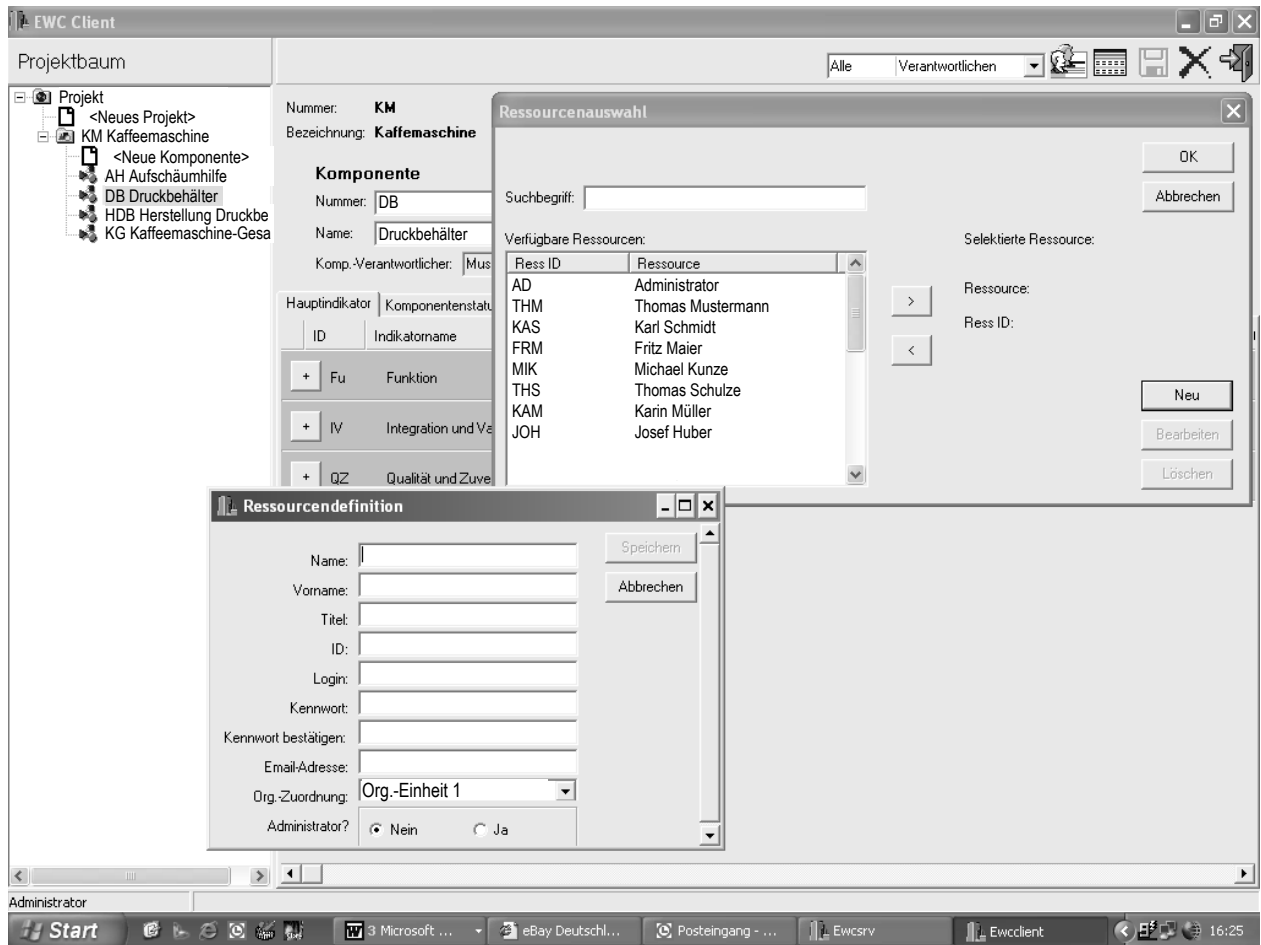 EWC Client
Projektbaum
Alle Verantwortlichen
Projekt
<Neues Projekt>
KM Kaffeemaschine
<Neue Komponente>
AH Aufschäumhilfe
DB Druckbehälter
HDB Herstellung Druckbe
KG Kaffeemaschine-Gesa
Nummer: KM
Bezeichnung: Kaffemaschine
Komponente
Nummer: DB
Name: Druckbehälter
Komp.-Verantwortlicher: Mus
Hauptindikator Komponentenstatu
ID Indikatorname
+ Fu Funktion
+ IV Integration und Va
+ QZ Qualität und Zuve
Ressourcenauswahl
OK
Abbrechen
Suchbegriff:
Verfügbare Ressourcen:
Ress ID Ressource
AD Administrator
THM Thomas Mustermann
KAS Karl Schmidt
FRM Fritz Maier
MIK Michael Kunze
THS Thomas Schulze
KAM Karin Müller
JOH Josef Huber
>
<
Selektierte Ressource:
Ressource:
Ress ID:
Neu
Bearbeiten
Löschen
Ressourcendefinition
Name:
Vorname:
Titel:
ID:
Login:
Kennwort:
Kennwort bestätigen:
Email-Adresse:
Org.-Zuordnung: Org.-Einheit 1
Administrator? Nein Ja
Speichern
Abbrechen
Administrator
Start
3 Microsoft ...
eBay Deutschl...
Posteingang - ...
Ewcsrv
Ewcclient
16:25